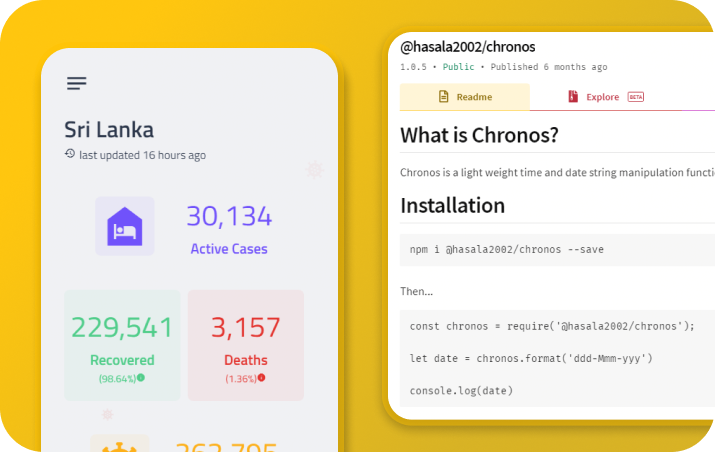 Sri Lanka
last updated 16 hours ago
30,134
Active Cases
229,541
Recovered
(98.64%)
3,157
Deaths
(1.36%)
@hasala2002/chronos
1.0.5 • Public • Published 6 months ago
Readme
Explore BETA
What is Chronos?
Chronos is a light weight time and date string manipulation functi
Installation
npm i @hasala2002/chronos --save
Then...
const chronos = require('@hasala2002/chronos');
let date = chronos.format('ddd-Mmm-yyy')
console.log(date)